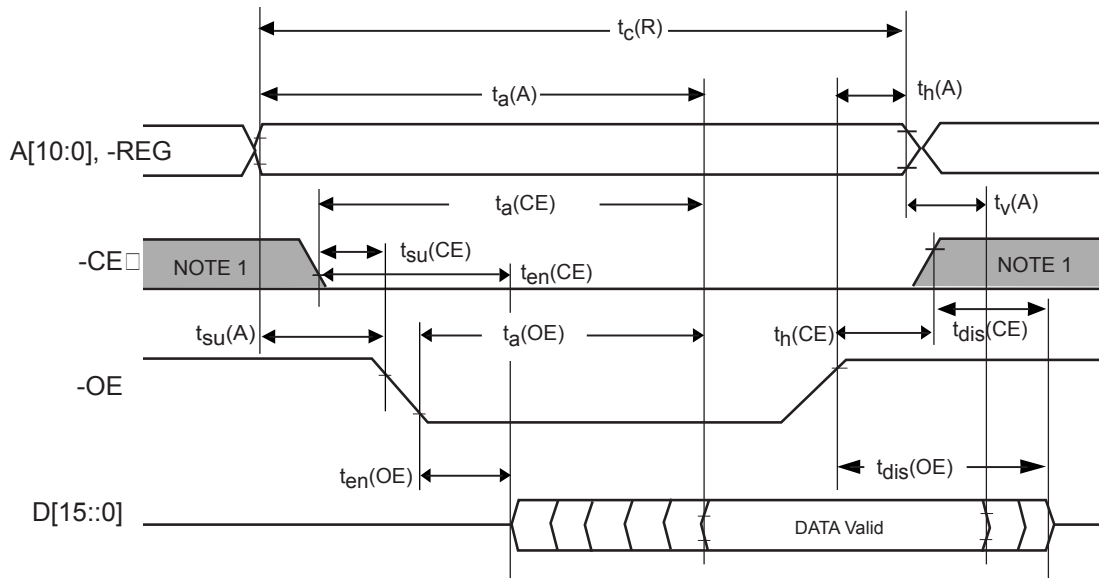 tc(R)
ta(A)
th(A)
A[10:0], -REG
ta(CE)
tv(A)
tsu(CE)
-CE□
NOTE 1
ten(CE)
NOTE 1
tsu(A)
ta(OE)
th(CE)
tdis(CE)
-OE
ten(OE)
tdis(OE)
D[15::0]
DATA Valid